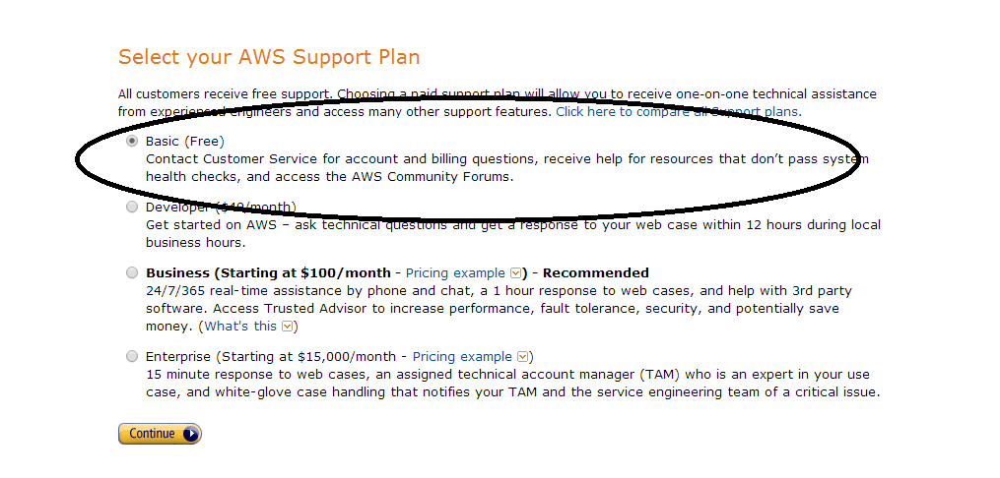 Select your AWS Support Plan
All customers receive free support. Choosing a paid support plan will allow you to receive one-on-one technical assistance
from experienced engineers and access many other support features. Click here to compare all Support plans.
Basic (Free)
Contact Customer Service for account and billing questions, receive help for resources that don’t pass system
health checks, and access the AWS Community Forums.
Developer ($49/month)
Get started on AWS – ask technical questions and get a response to your web case within 12 hours during local
business hours.
Business (Starting at $100/month - Pricing example) - Recommended
24/7/365 real-time assistance by phone and chat, a 1 hour response to web cases, and help with 3rd party
software. Access Trusted Advisor to increase performance, fault tolerance, security, and potentially save
money. (What's this)
Enterprise (Starting at $15,000/month - Pricing example)
15 minute response to web cases, an assigned technical account manager (TAM) who is an expert in your use
case, and white-glove case handling that notifies your TAM and the service engineering team of a critical issue.
Continue